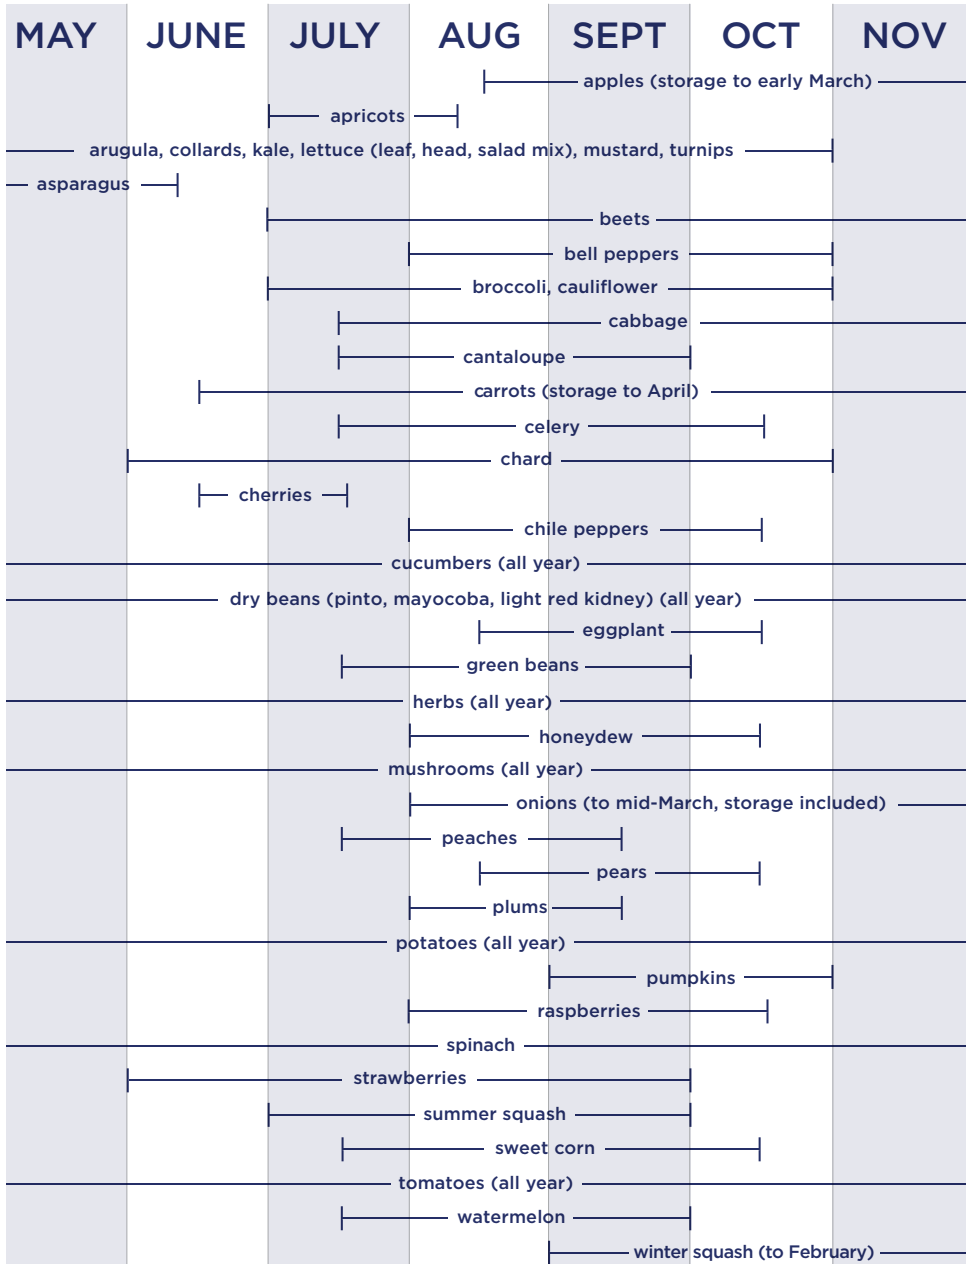 MAY JUNE JULY AUG SEPT OCT NOV
apples (storage to early March)
apricots
arugula, collards, kale, lettuce (leaf, head, salad mix), mustard, turnips
asparagus
beets
bell peppers
broccoli, cauliflower
cabbage
cantaloupe
carrots (storage to April)
celery
chard
cherries
chile peppers
cucumbers (all year)
dry beans (pinto, mayocoba, light red kidney) (all year)
eggplant
green beans
herbs (all year)
honeydew
mushrooms (all year)
onions (to mid-March, storage included)
peaches
pears
plums
potatoes (all year)
pumpkins
raspberries
spinach
strawberries
summer squash
sweet corn
tomatoes (all year)
watermelon
winter squash (to February)